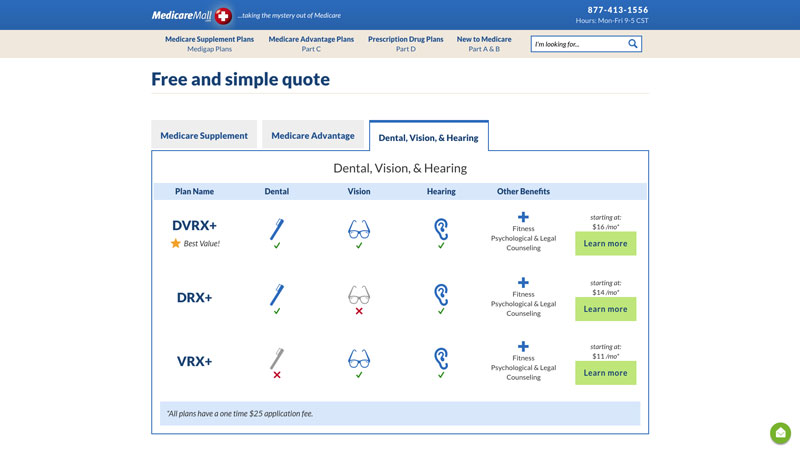 MedicareMall ...taking the mystery out of Medicare
877-413-1556
Hours: Mon-Fri 9-5 CST
Medicare Supplement Plans
Medigap Plans
Medicare Advantage Plans
Part C
Prescription Drug Plans
Part D
New to Medicare
Part A & B
I'm looking for...
Free and simple quote
Medicare Supplement
Medicare Advantage
Dental, Vision, & Hearing
Dental, Vision, & Hearing
Plan Name Dental Vision Hearing Other Benefits
DVRX+
Best Value!
Fitness
Psychological & Legal
Counseling
starting at:
$16 /mo*
Learn more
DRX+
Fitness
Psychological & Legal
Counseling
starting at:
$14 /mo*
Learn more
VRX+
Fitness
Psychological & Legal
Counseling
starting at:
$11 /mo*
Learn more
*All plans have a one time $25 application fee.